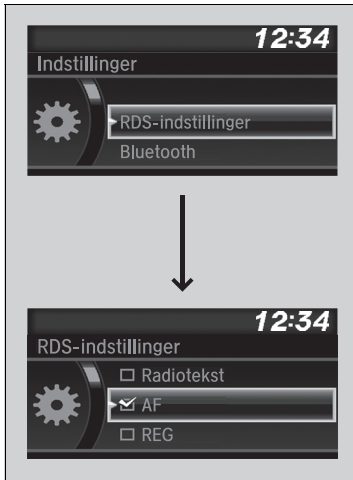 12:34
Indstillinger
RDS-indstillinger
Bluetooth
12:34
RDS-indstillinger
Radiotekst
AF
REG